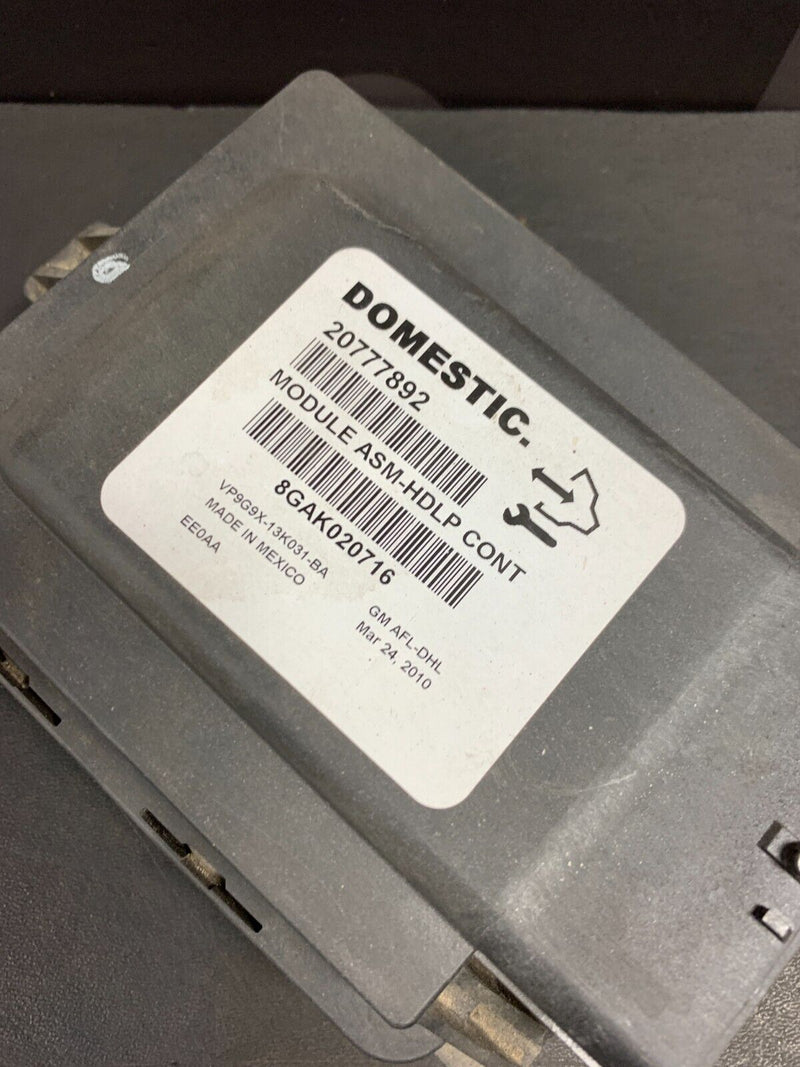 DOMESTIC.
20777892
MODULE ASM-HDLP CONT
8GAK020716
VP9G9X-13K031-BA
MADE IN MEXICO
EE0AA
GM AFL-DHL
Mar 24, 2010